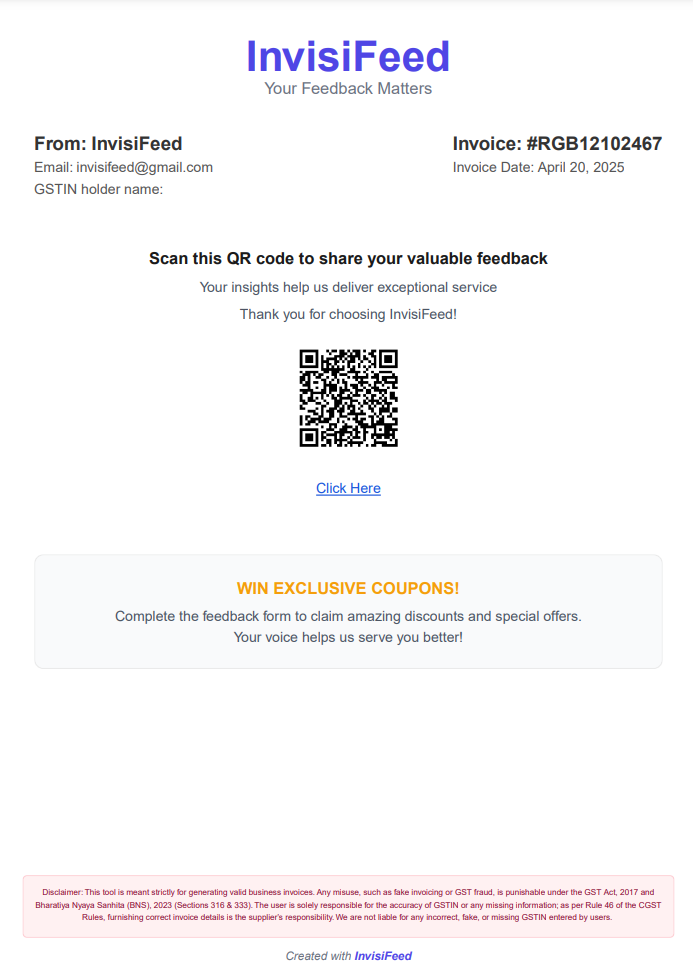 InvisiFeed
Your Feedback Matters
From: InvisiFeed
Email: invisifeed@gmail.com
GSTIN holder name:
Invoice: #RGB12102467
Invoice Date: April 20, 2025
Scan this QR code to share your valuable feedback
Your insights help us deliver exceptional service
Thank you for choosing InvisiFeed!
Click Here
WIN EXCLUSIVE COUPONS!
Complete the feedback form to claim amazing discounts and special offers.
Your voice helps us serve you better!
Disclaimer: This tool is meant strictly for generating valid business invoices. Any misuse, such as fake invoicing or GST fraud, is punishable under the GST Act, 2017 and
Bharatiya Nyaya Sanhita (BNS), 2023 (Sections 316 & 333). The user is solely responsible for the accuracy of GSTIN or any missing information; as per Rule 46 of the CGST
Rules, furnishing correct invoice details is the supplier's responsibility. We are not liable for any incorrect, fake, or missing GSTIN entered by users.
Created with InvisiFeed